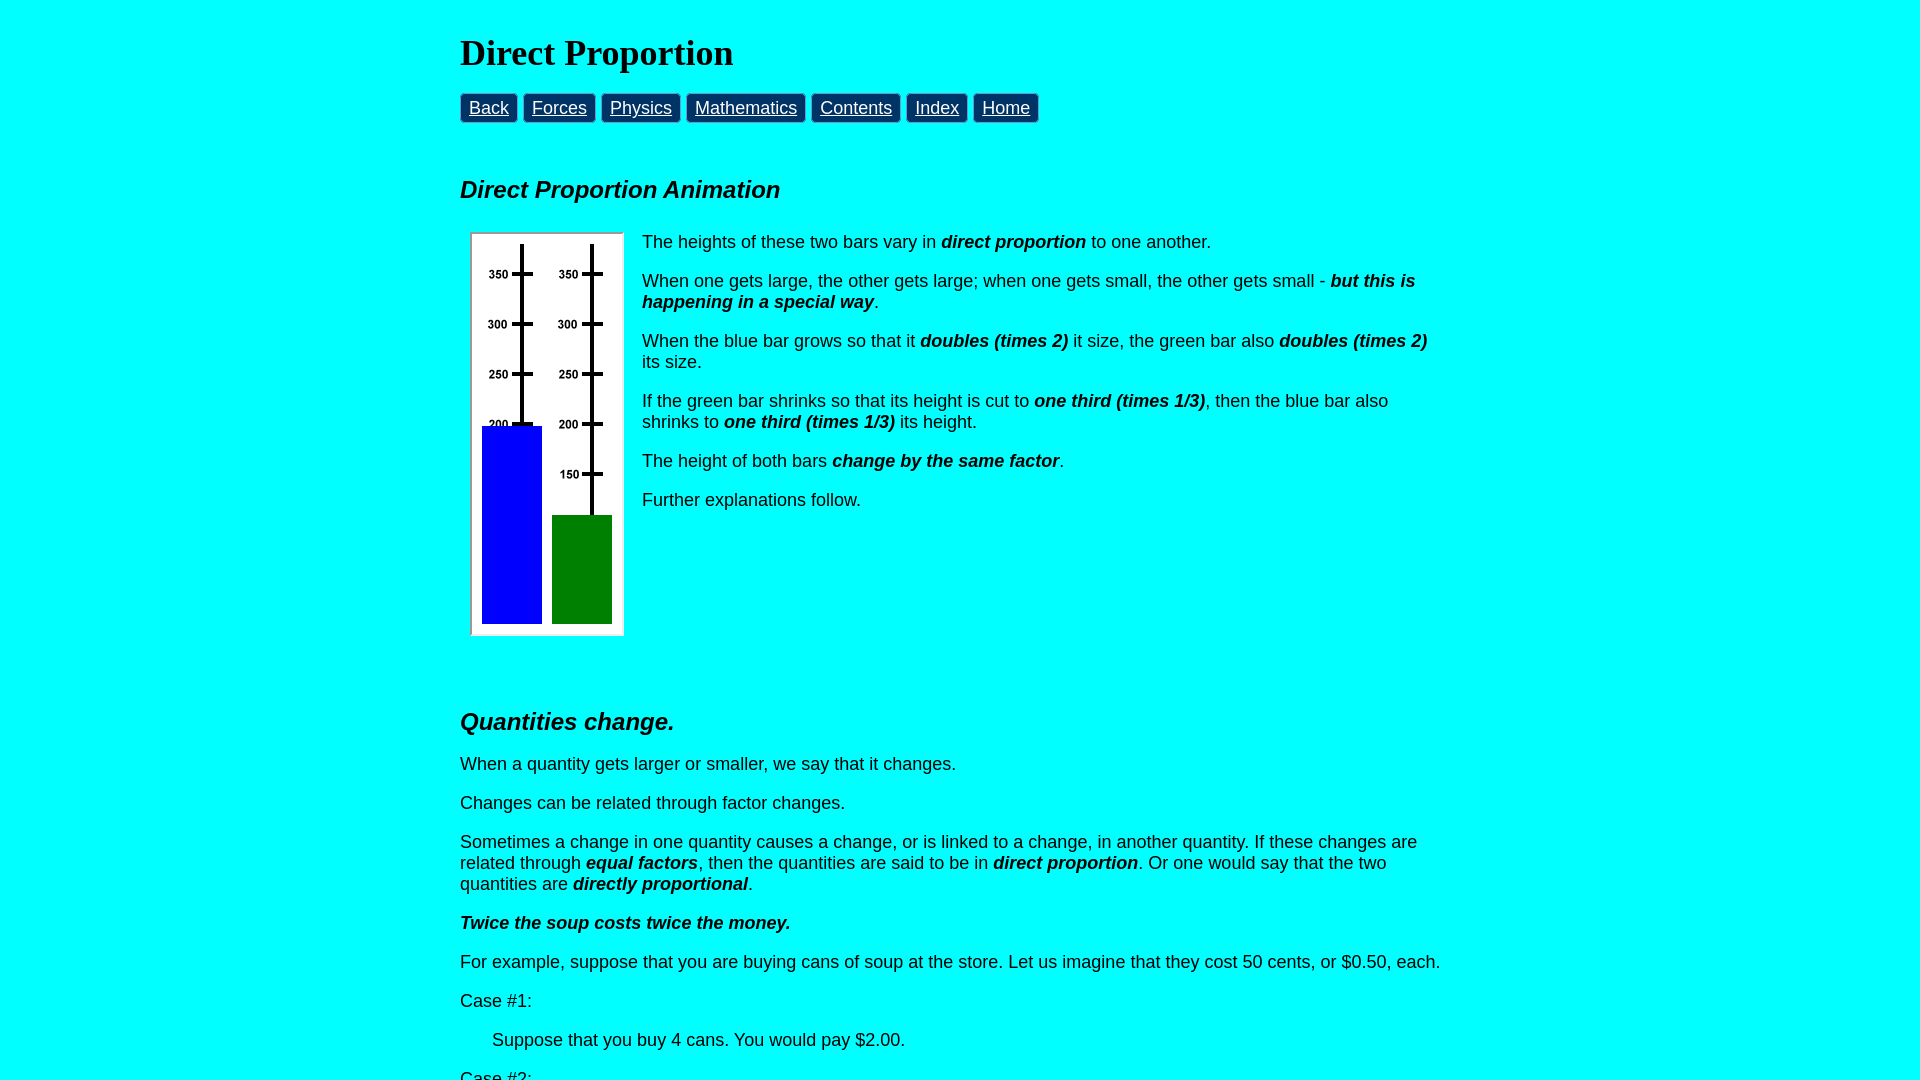 Direct Proportion
Back Forces Physics Mathematics Contents Index Home
Direct Proportion Animation
350 350
300 300
250 250
200 200
150
The heights of these two bars vary in direct proportion to one another.
When one gets large, the other gets large; when one gets small, the other gets small - but this is
happening in a special way.
When the blue bar grows so that it doubles (times 2) it size, the green bar also doubles (times 2)
its size.
If the green bar shrinks so that its height is cut to one third (times 1/3), then the blue bar also
shrinks to one third (times 1/3) its height.
The height of both bars change by the same factor.
Further explanations follow.
Quantities change.
When a quantity gets larger or smaller, we say that it changes.
Changes can be related through factor changes.
Sometimes a change in one quantity causes a change, or is linked to a change, in another quantity. If these changes are
related through equal factors, then the quantities are said to be in direct proportion. Or one would say that the two
quantities are directly proportional.
Twice the soup costs twice the money.
For example, suppose that you are buying cans of soup at the store. Let us imagine that they cost 50 cents, or $0.50, each.
Case #1:
Suppose that you buy 4 cans. You would pay $2.00.
Case #2: